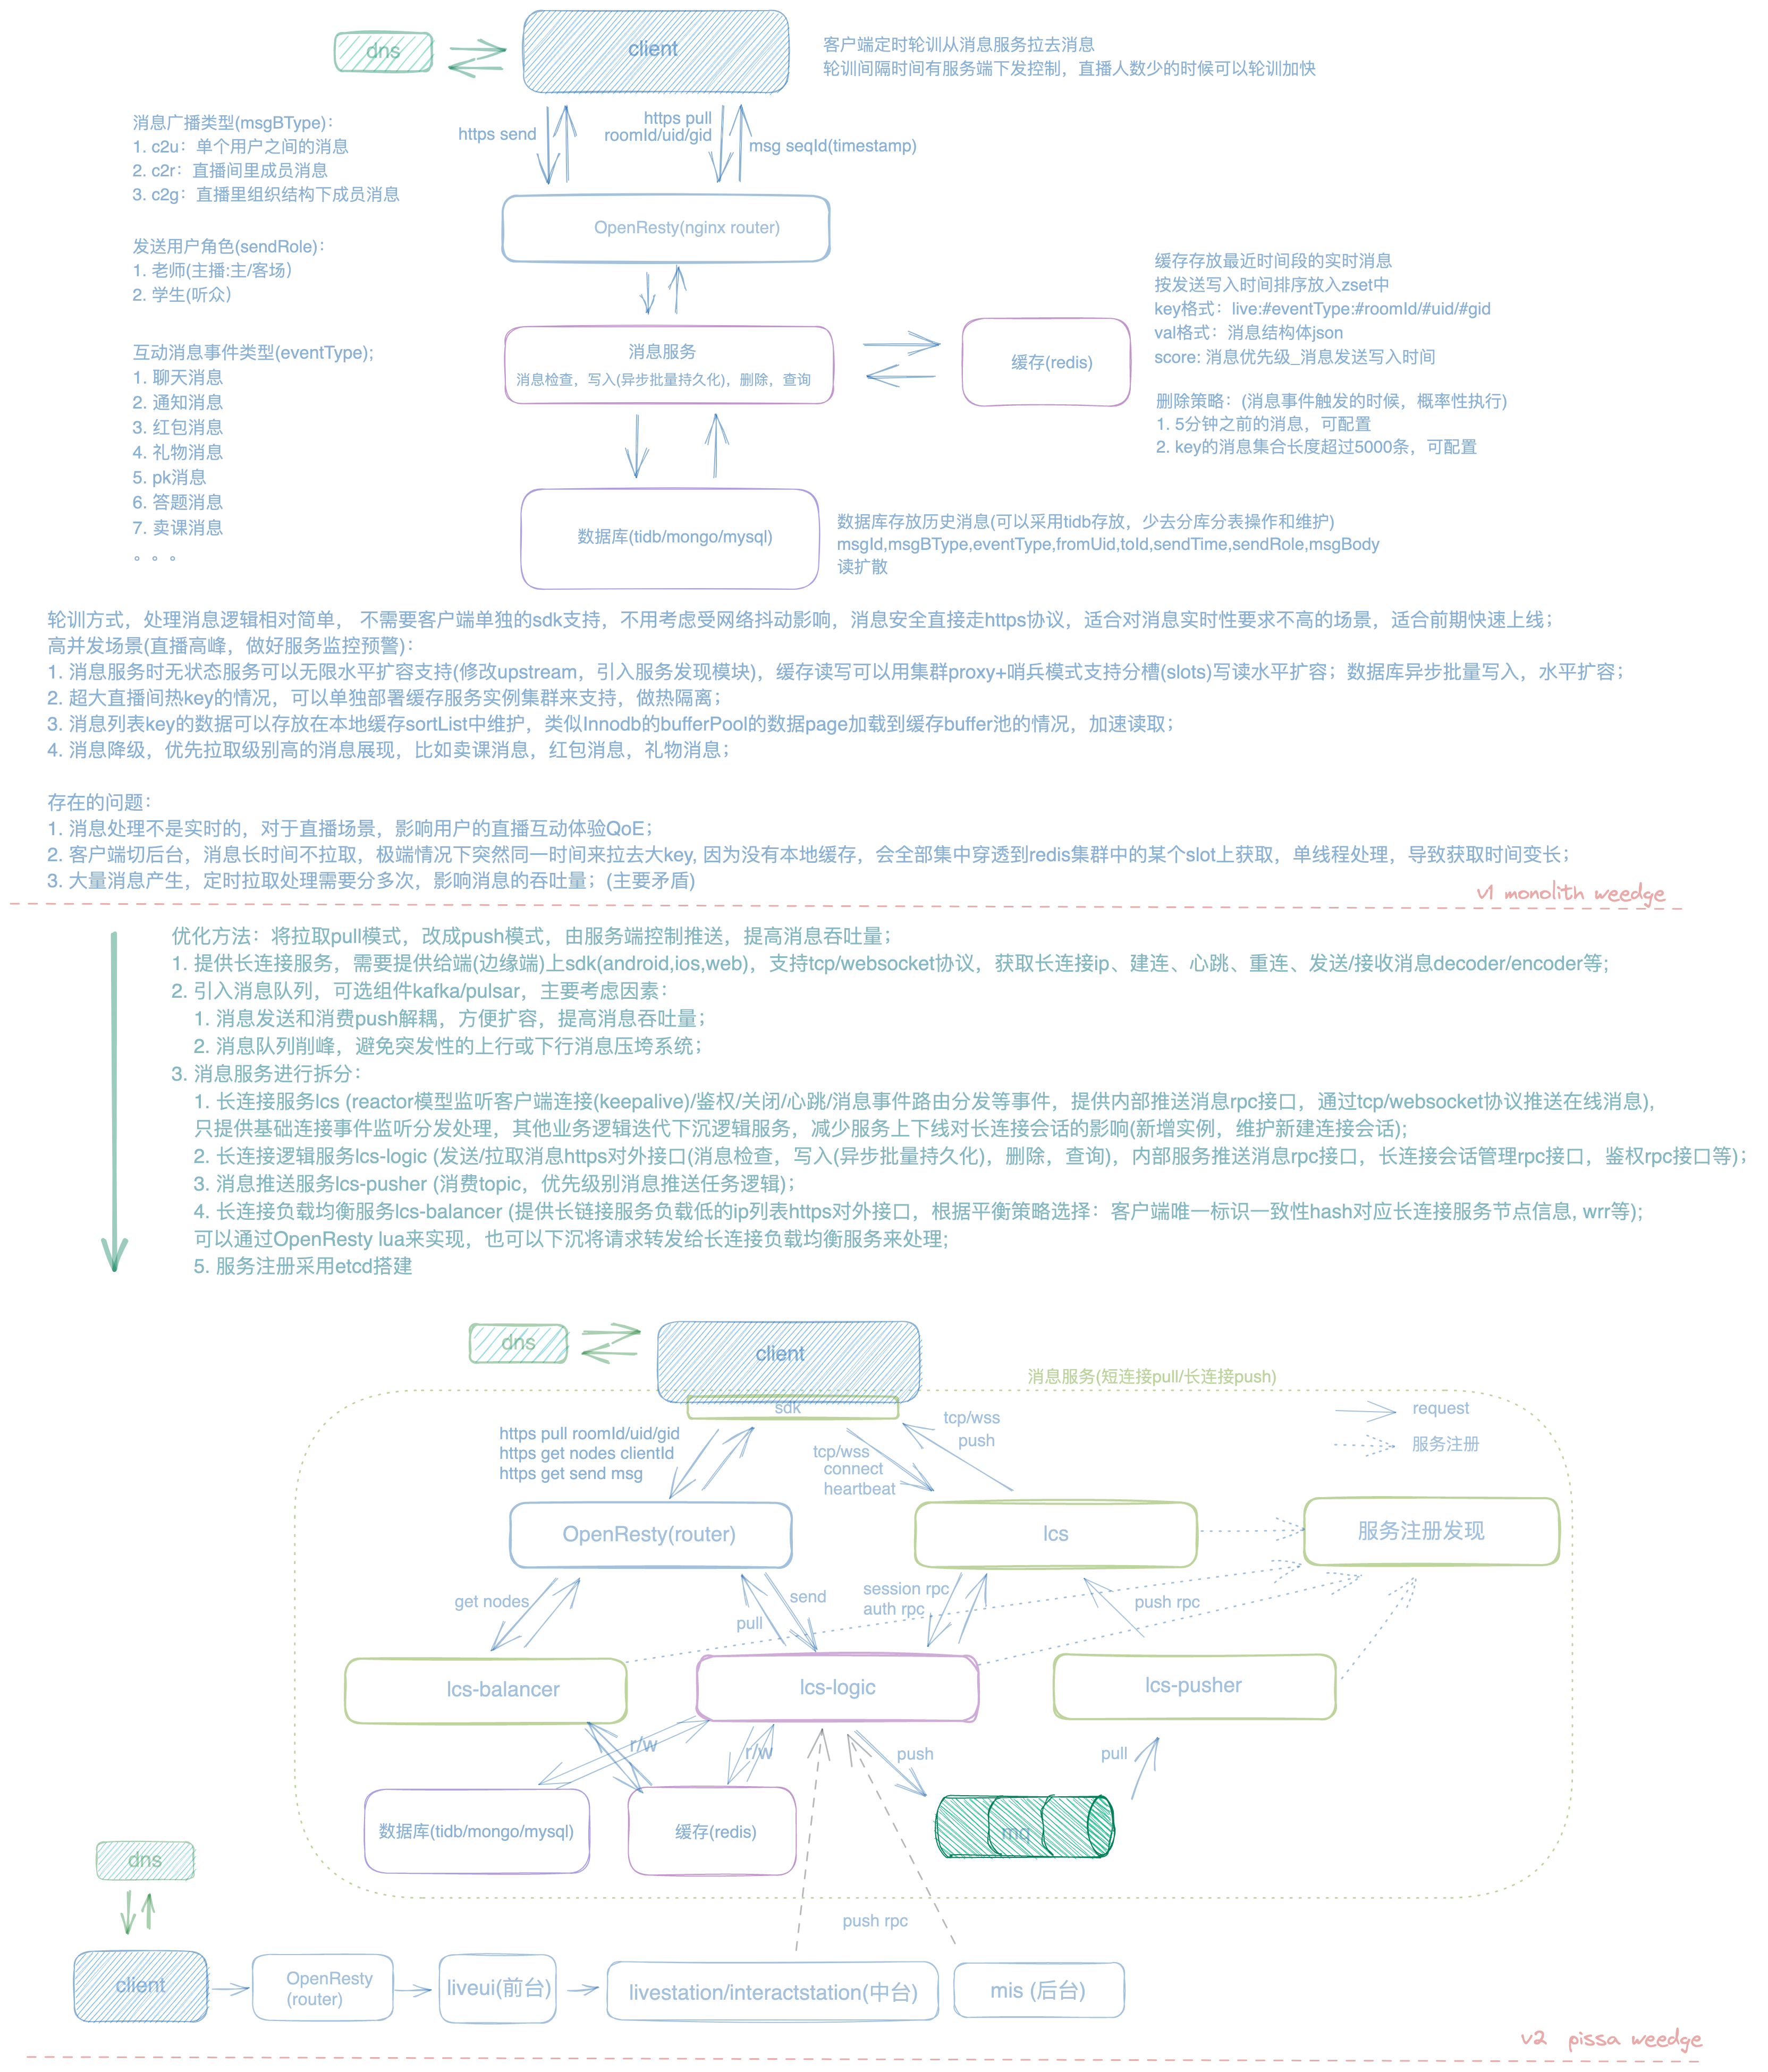 dns
client
客户端定时轮训从消息服务拉去消息
轮训间隔时间有服务端下发控制，直播人数少的时候可以轮训加快
消息广播类型(msgBType)：
1. c2u：单个用户之间的消息
2. c2r：直播间里成员消息
3. c2g：直播里组织结构下成员消息
https send
https pull
roomId/uid/gid
msg seqId(timestamp)
OpenResty(nginx router)
发送用户角色(sendRole)：
1. 老师(主播:主/客场）
2. 学生(听众）
缓存存放最近时间段的实时消息
按发送写入时间排序放入zset中
key格式：live:#eventType:#roomId/#uid/#gid
val格式：消息结构体json
score: 消息优先级_消息发送写入时间
消息服务
消息检查，写入(异步批量持久化)，删除，查询
缓存(redis)
互动消息事件类型(eventType);
1. 聊天消息
2. 通知消息
3. 红包消息
4. 礼物消息
5. pk消息
6. 答题消息
7. 卖课消息
。。。
删除策略：(消息事件触发的时候，概率性执行)
1. 5分钟之前的消息，可配置
2. key的消息集合长度超过5000条，可配置
数据库(tidb/mongo/mysql)
数据库存放历史消息(可以采用tidb存放，少去分库分表操作和维护)
msgId,msgBType,eventType,fromUid,toId,sendTime,sendRole,msgBody
读扩散
轮训方式，处理消息逻辑相对简单， 不需要客户端单独的sdk支持，不用考虑受网络抖动影响，消息安全直接走https协议，适合对消息实时性要求不高的场景，适合前期快速上线；
高并发场景(直播高峰，做好服务监控预警)：
1. 消息服务时无状态服务可以无限水平扩容支持(修改upstream，引入服务发现模块)，缓存读写可以用集群proxy+哨兵模式支持分槽(slots)写读水平扩容；数据库异步批量写入，水平扩容；
2. 超大直播间热key的情况，可以单独部署缓存服务实例集群来支持，做热隔离；
3. 消息列表key的数据可以存放在本地缓存sortList中维护，类似Innodb的bufferPool的数据page加载到缓存buffer池的情况，加速读取；
4. 消息降级，优先拉取级别高的消息展现，比如卖课消息，红包消息，礼物消息；
存在的问题：
1. 消息处理不是实时的，对于直播场景，影响用户的直播互动体验QoE；
2. 客户端切后台，消息长时间不拉取，极端情况下突然同一时间来拉去大key, 因为没有本地缓存，会全部集中穿透到redis集群中的某个slot上获取，单线程处理，导致获取时间变长；
3. 大量消息产生，定时拉取处理需要分多次，影响消息的吞吐量；(主要矛盾)
v1 monolith weedge
优化方法：将拉取pull模式，改成push模式，由服务端控制推送，提高消息吞吐量；
1. 提供长连接服务，需要提供给端(边缘端)上sdk(android,ios,web)，支持tcp/websocket协议，获取长连接ip、建连、心跳、重连、发送/接收消息decoder/encoder等;
2. 引入消息队列，可选组件kafka/pulsar，主要考虑因素：
1. 消息发送和消费push解耦，方便扩容，提高消息吞吐量；
2. 消息队列削峰，避免突发性的上行或下行消息压垮系统；
3. 消息服务进行拆分：
1. 长连接服务lcs (reactor模型监听客户端连接(keepalive)/鉴权/关闭/心跳/消息事件路由分发等事件，提供内部推送消息rpc接口，通过tcp/websocket协议推送在线消息)，
只提供基础连接事件监听分发处理，其他业务逻辑迭代下沉逻辑服务，减少服务上下线对长连接会话的影响(新增实例，维护新建连接会话)；
2. 长连接逻辑服务lcs-logic (发送/拉取消息https对外接口(消息检查，写入(异步批量持久化)，删除，查询)，内部服务推送消息rpc接口，长连接会话管理rpc接口，鉴权rpc接口等)；
3. 消息推送服务lcs-pusher (消费topic，优先级别消息推送任务逻辑)；
4. 长连接负载均衡服务lcs-balancer (提供长链接服务负载低的ip列表https对外接口，根据平衡策略选择：客户端唯一标识一致性hash对应长连接服务节点信息, wrr等)；
可以通过OpenResty lua来实现，也可以下沉将请求转发给长连接负载均衡服务来处理;
5. 服务注册采用etcd搭建
dns
client
sdk
消息服务(短连接pull/长连接push)
request
服务注册
https pull roomId/uid/gid
https get nodes clientId
https get send msg
tcp/wss
connect
heartbeat
tcp/wss
push
OpenResty(router)
lcs
服务注册发现
get nodes
pull
send
session rpc
auth rpc
push rpc
lcs-balancer
lcs-logic
lcs-pusher
r/w
r/w
push
pull
数据库(tidb/mongo/mysql)
缓存(redis)
mq
dns
push rpc
client
OpenResty
(router)
liveui(前台)
livestation/interactstation(中台)
mis (后台)
v2 pissa weedge